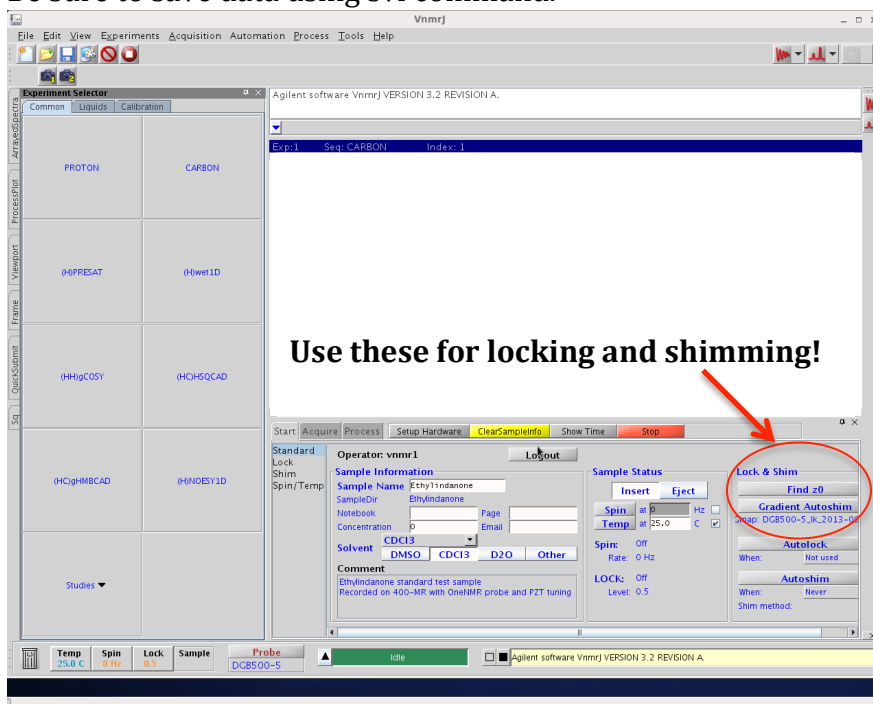 Be sure to save data using svf command.
VnmrJ
File Edit View Experiments Acquisition Automation Process Tools Help
Experiment Selector
Common Liquids Calibration
PROTON CARBON
(H)PRESAT (H)wet1D
(HH)gCOSY (HC)HSQCAD
(HC)gHMBCAD (H)NOESY1D
Studies
ArrayedSpectra
ProcessPlot
Viewport
Frame
QuickSubmit
Sq
Agilent software VnmrJ VERSION 3.2 REVISION A.
Exp:1 Seq: CARBON Index: 1
Use these for locking and shimming!
Start Acquire Process Setup Hardware ClearSampleInfo Show Time Stop
Standard
Lock
Shim
Spin/Temp
Operator: vnmr1 Logout
Sample Information
Sample Name Ethylindanone
SampleDir Ethylindanone
Notebook Page
Concentration 0 Email
Solvent CDCl3
DMSO CDCl3 D2O Other
Comment
Ethylindanone standard test sample
Recorded on 400-MR with OneNMR probe and PZT tuning
Sample Status
Insert Eject
Spin at 0 Hz
Temp at 25.0 C
Spin: Off
Rate: 0 Hz
LOCK: Off
Level: 0.5
Lock & Shim
Find z0
Gradient Autoshim
Gmap: DGB500-5_lk_2013-0
Autolock
When: Not used
Autoshim
When: Never
Shim method:
Temp Spin Lock Sample Probe
25.0 C 0 Hz 0.5 DGB500-5
Idle
Agilent software VnmrJ VERSION 3.2 REVISION A.